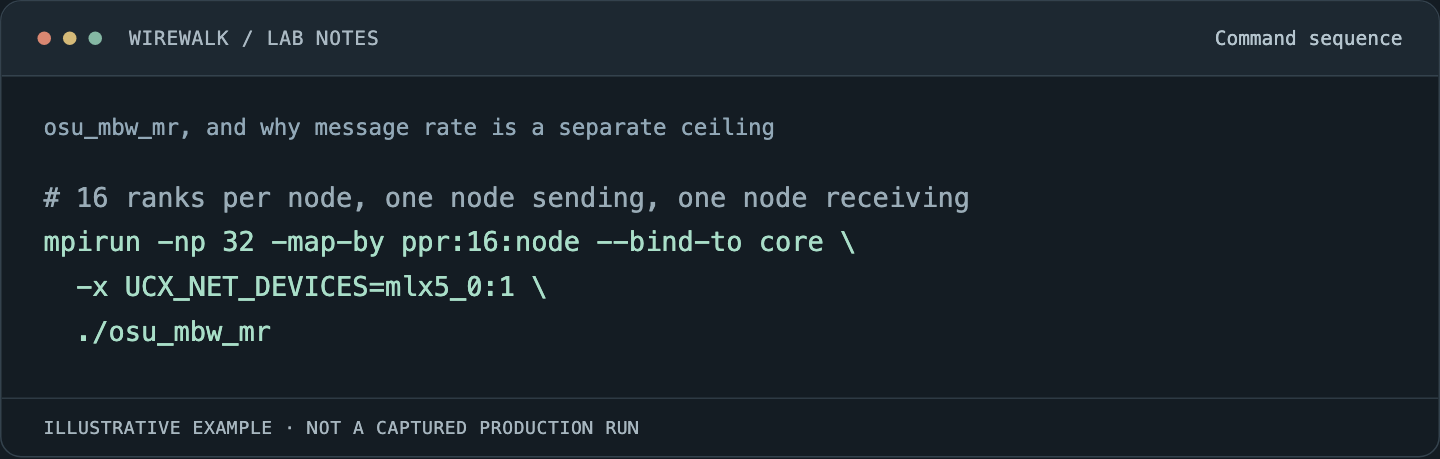 WIREWALK / LAB NOTES
Command sequence
osu_mbw_mr, and why message rate is a separate ceiling
# 16 ranks per node, one node sending, one node receiving
mpirun -np 32 -map-by ppr:16:node --bind-to core \
-x UCX_NET_DEVICES=mlx5_0:1 \
./osu_mbw_mr
ILLUSTRATIVE EXAMPLE · NOT A CAPTURED PRODUCTION RUN